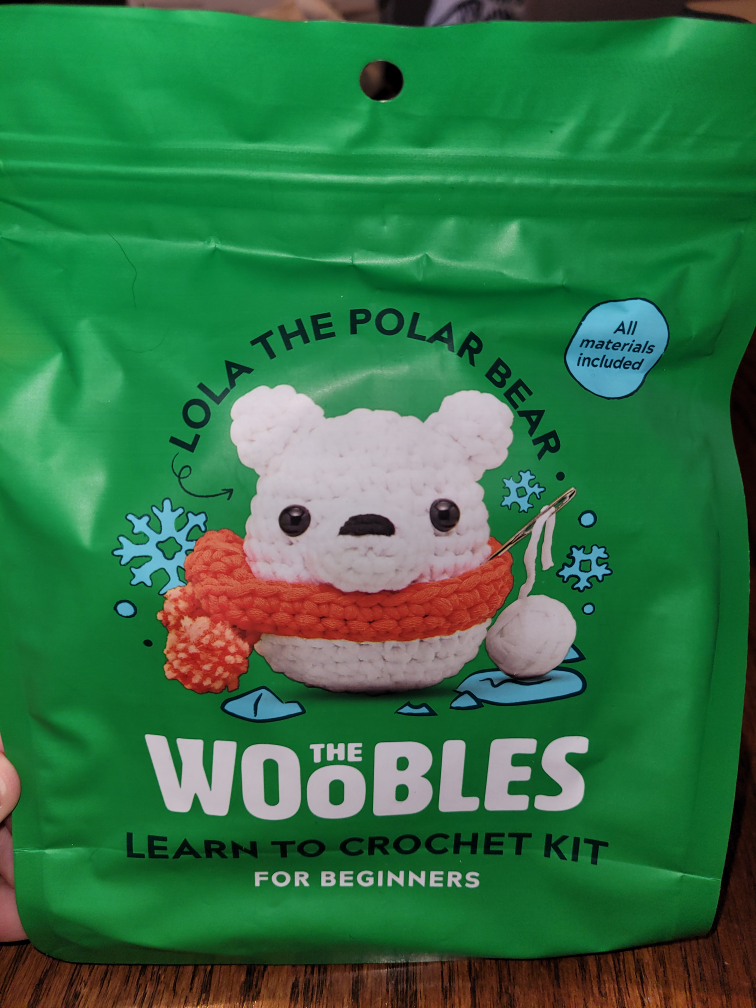 LOLA THE POLAR BEAR
All
materials
included
THE
WOOBLES
LEARN TO CROCHET KIT
FOR BEGINNERS